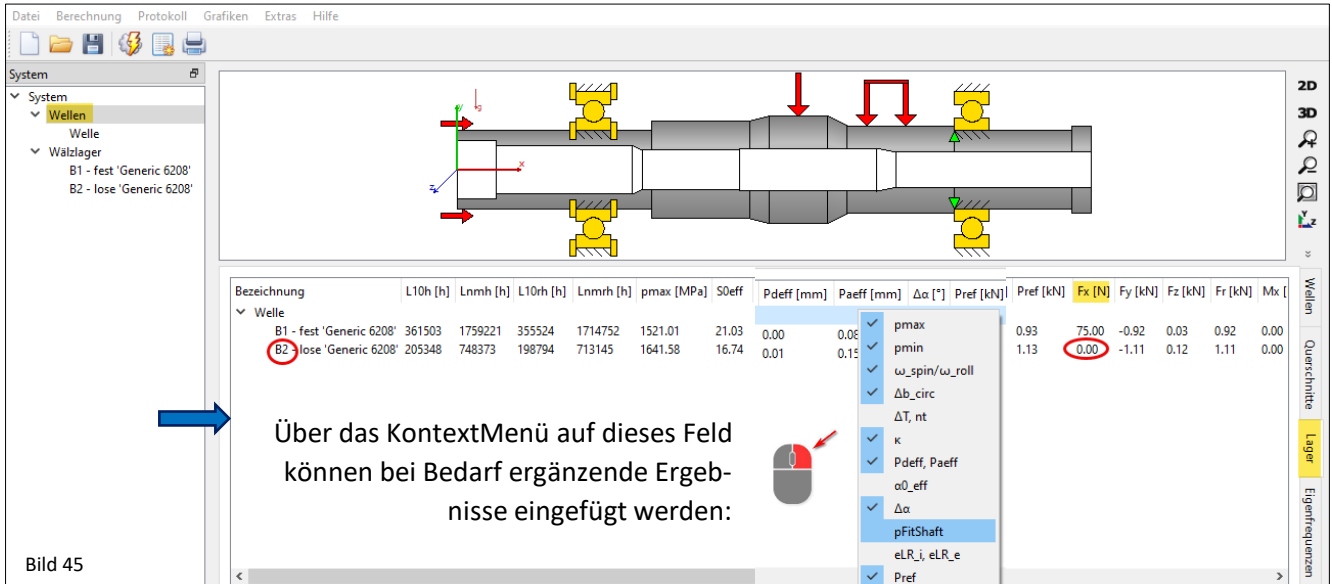 Datei Berechnung Protokoll Grafiken Extras Hilfe
System
System
Wellen
Welle
Wälzlager
B1 - fest 'Generic 6208'
B2 - lose 'Generic 6208'
y
g
x
z
2D
3D
Y
z
Bezeichnung L10h [h] Lnmh [h] L10rh [h] Lnmrh [h] pmax [MPa] S0eff Pdeff [mm] Paeff [mm] Δα [°] Pref [kN] Pref [kN] Fx [N] Fy [kN] Fz [kN] Fr [kN] Mx [
Welle
B1 - fest 'Generic 6208' 361503 1759221 355524 1714752 1521.01 21.03 0.00 0.08 0.93 75.00 -0.92 0.03 0.92 0.00
B2 - lose 'Generic 6208' 205348 748373 198794 713145 1641.58 16.74 0.01 0.15 1.13 0.00 -1.11 0.12 1.11 0.00
pmax
pmin
ω_spin/ω_roll
Δb_circ
ΔT, nt
κ
Pdeff, Paeff
α0_eff
Δα
pFitShaft
eLR_i, eLR_e
Pref
Über das KontextMenü auf dieses Feld
können bei Bedarf ergänzende Ergeb-
nisse eingefügt werden:
Wellen
Querschnitte
Lager
Eigenfrequenzen
Bild 45